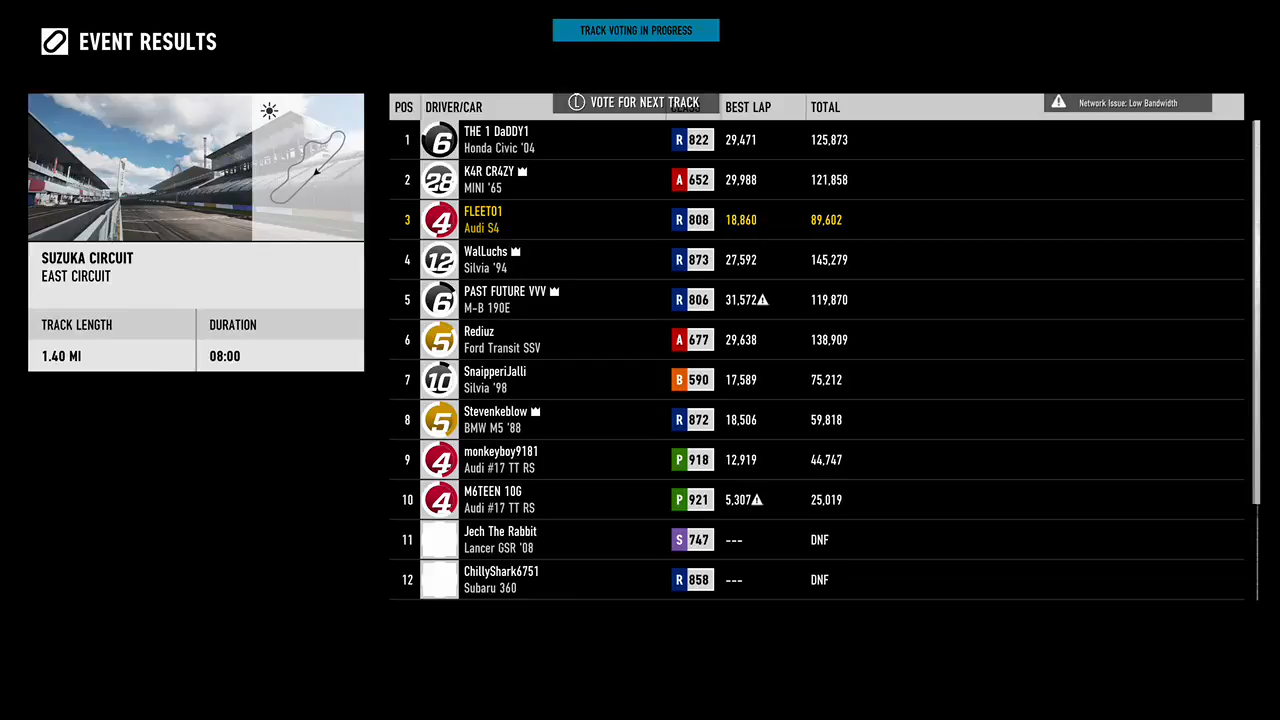 EVENT RESULTS
TRACK VOTING IN PROGRESS
VOTE FOR NEXT TRACK
Network Issue: Low Bandwidth
SUZUKA CIRCUIT
EAST CIRCUIT
TRACK LENGTH DURATION
1.40 MI 08:00
POS DRIVER/CAR BEST LAP TOTAL
1 6 THE 1 DaDDY1 R 822 29,471 125,873
Honda Civic '04
2 28 K4R CR4ZY A 652 29,988 121,858
MINI '65
3 4 FLEET01 R 808 18,860 89,602
Audi S4
4 12 WalLuchs R 873 27,592 145,279
Silvia '94
5 6 PAST FUTURE VVV R 806 31,572 119,870
M-B 190E
6 5 Rediuz A 677 29,638 138,909
Ford Transit SSV
7 10 SnaipperiJalli B 590 17,589 75,212
Silvia '98
8 5 Stevenkeblow R 872 18,506 59,818
BMW M5 '88
9 4 monkeyboy9181 P 918 12,919 44,747
Audi #17 TT RS
10 4 M6TEEN 10G P 921 5,307 25,019
Audi #17 TT RS
11 Jech The Rabbit S 747 --- DNF
Lancer GSR '08
12 ChillyShark6751 R 858 --- DNF
Subaru 360